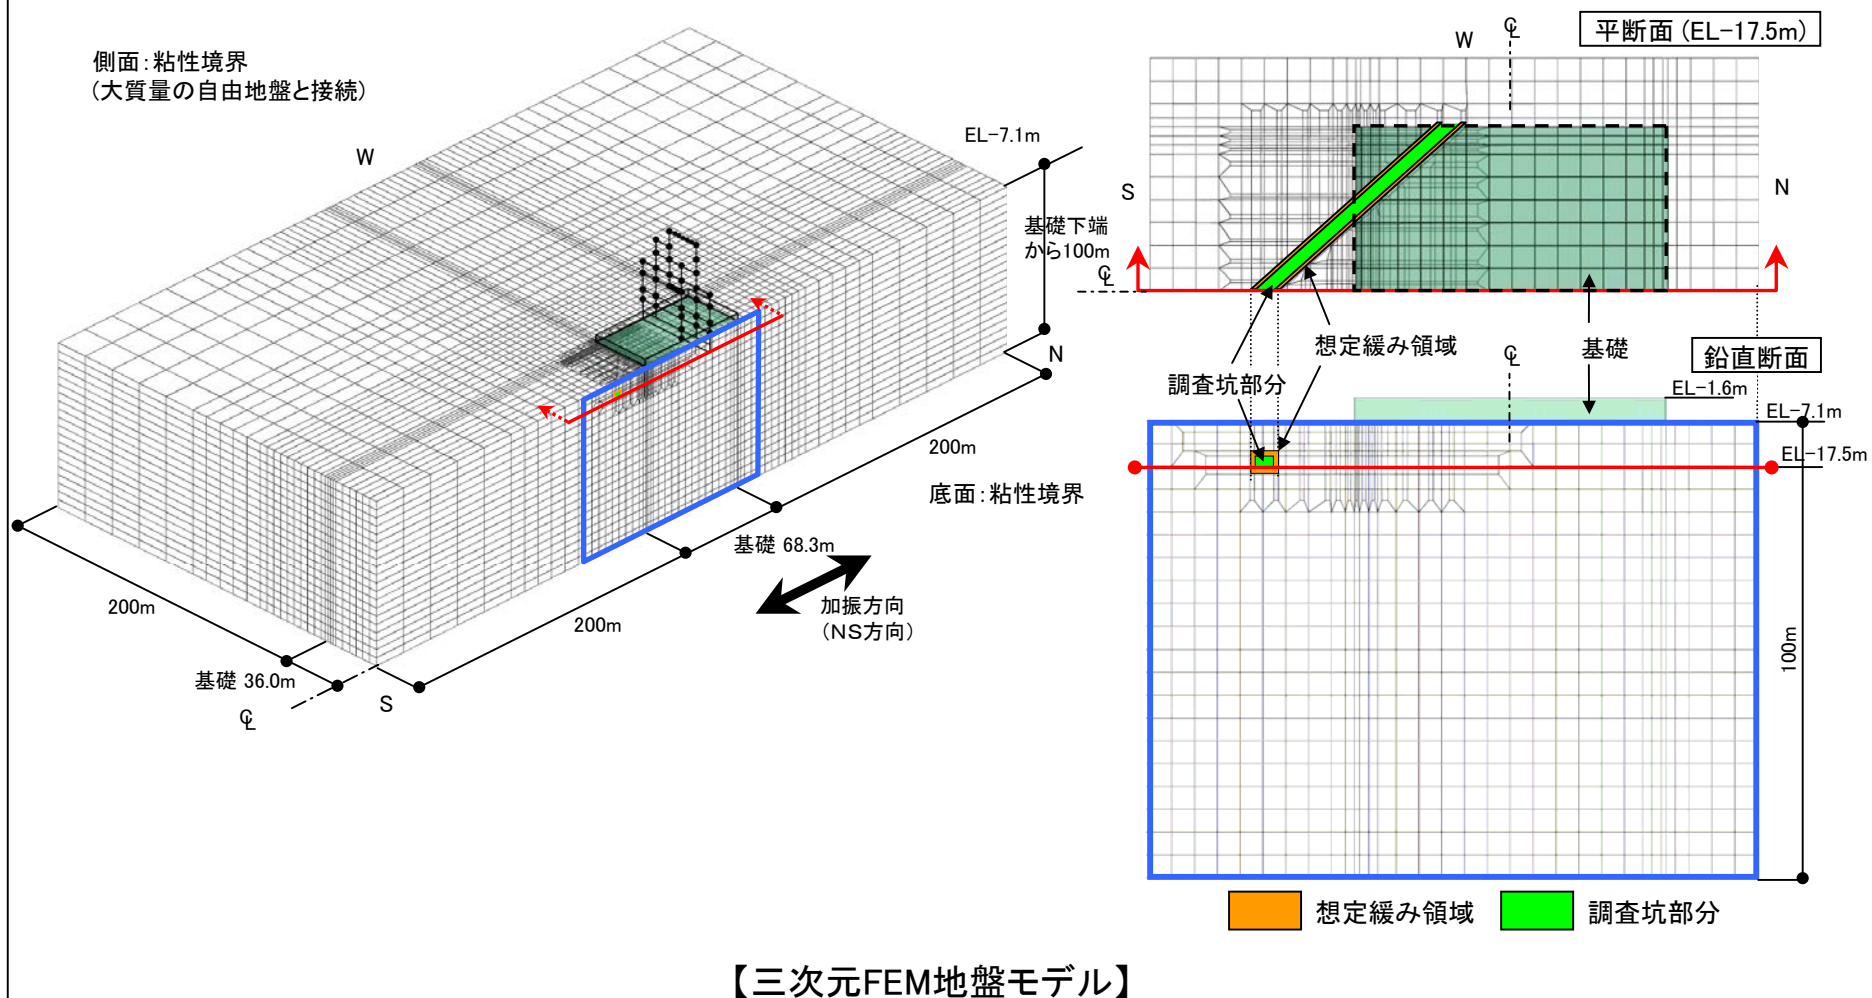 側面：粘性境界
(大質量の自由地盤と接続)
W
EL-7.1m
基礎下端
から100m
N
200m
底面：粘性境界
基礎 68.3m
加振方向
(NS方向)
200m
200m
基礎 36.0m
℄
S
平断面 (EL-17.5m)
W
℄
S
N
℄
想定緩み領域
調査坑部分
基礎
℄
鉛直断面
EL-1.6m
EL-7.1m
EL-17.5m
100m
想定緩み領域
調査坑部分
【三次元FEM地盤モデル】